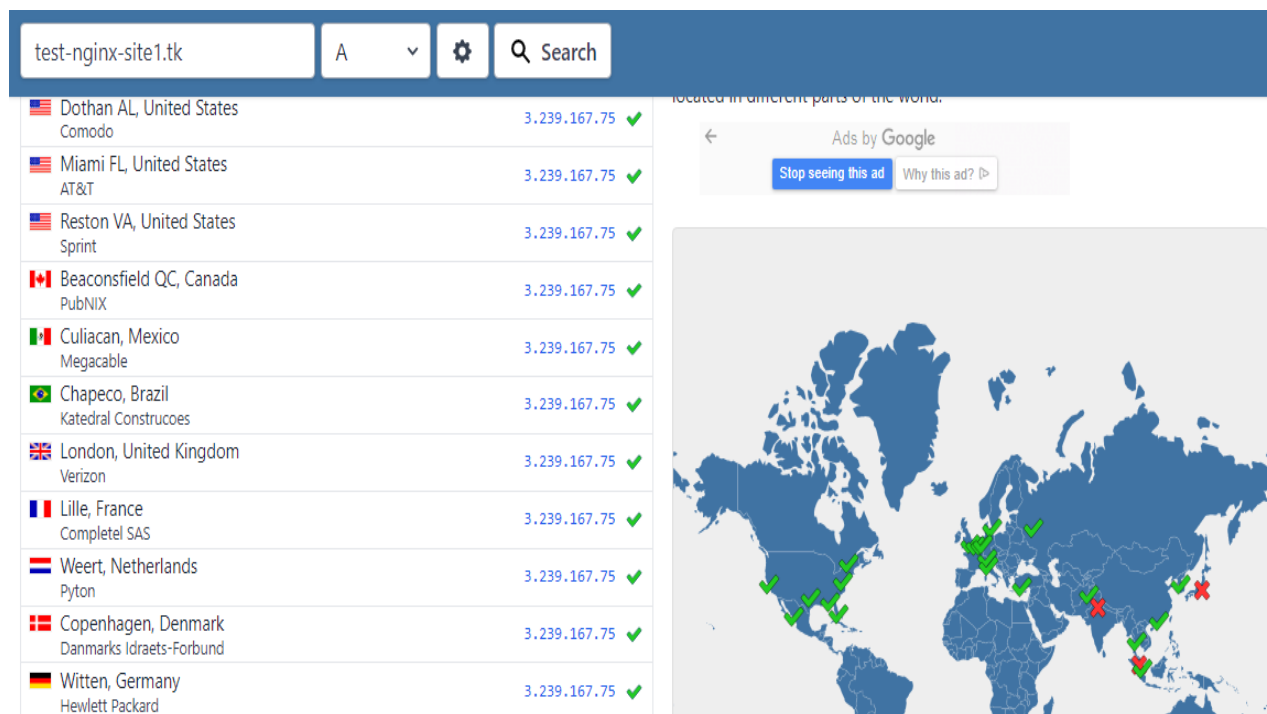 test-nginx-site1.tk
A
Search
Dothan AL, United States
Comodo
3.239.167.75
Miami FL, United States
AT&T
3.239.167.75
Reston VA, United States
Sprint
3.239.167.75
Beaconsfield QC, Canada
PubNIX
3.239.167.75
Culiacan, Mexico
Megacable
3.239.167.75
Chapeco, Brazil
Katedral Construcoes
3.239.167.75
London, United Kingdom
Verizon
3.239.167.75
Lille, France
Completel SAS
3.239.167.75
Weert, Netherlands
Pyton
3.239.167.75
Copenhagen, Denmark
Danmarks Idraets-Forbund
3.239.167.75
Witten, Germany
Hewlett Packard
3.239.167.75
located in different parts of the world.
Ads by Google
Stop seeing this ad
Why this ad?